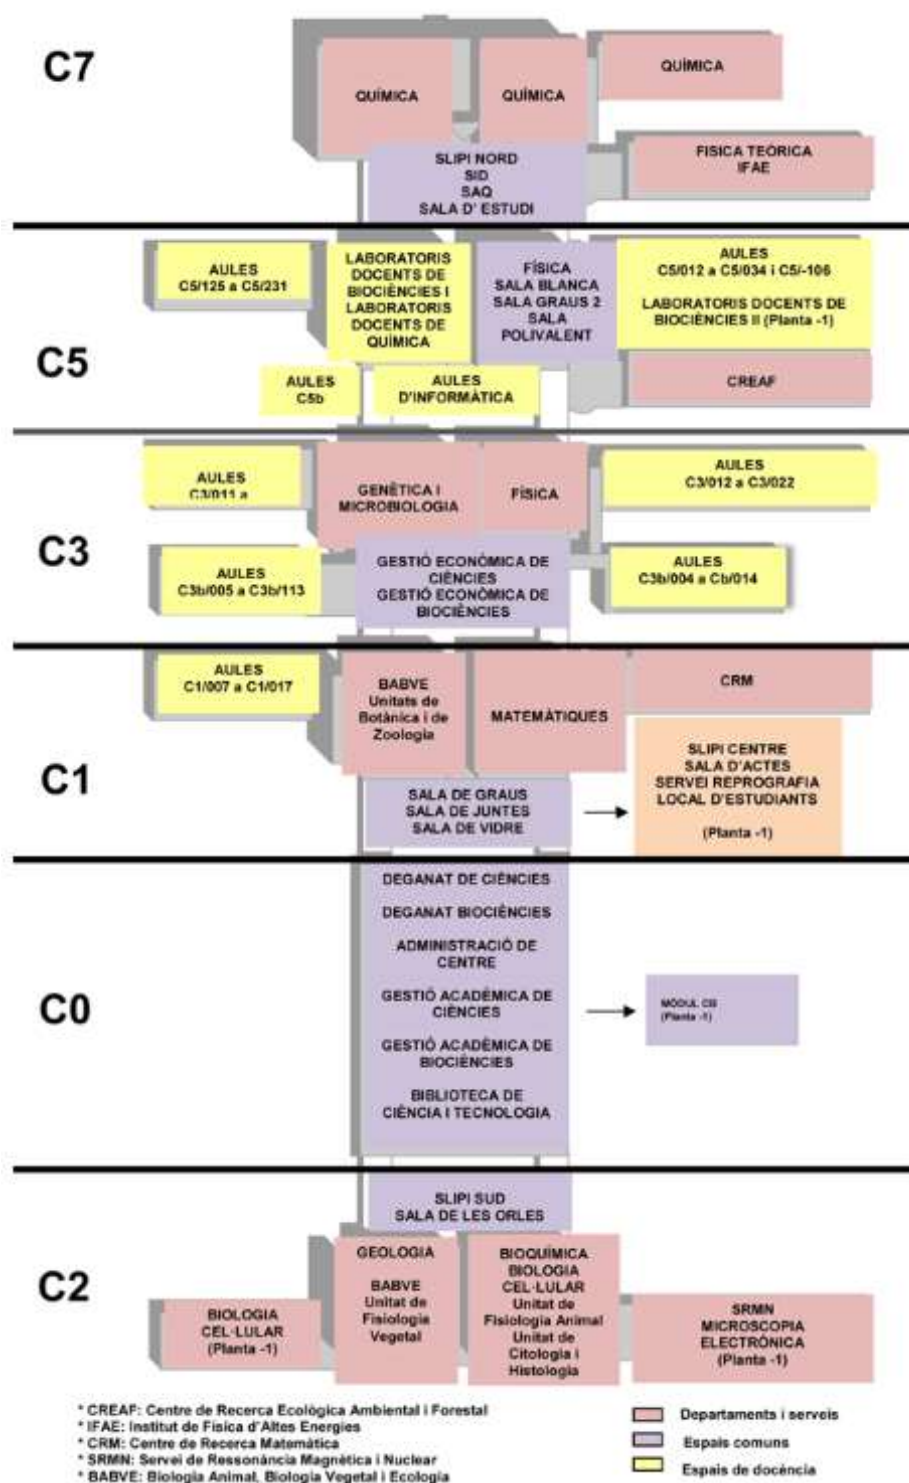 C7
QUÍMICA
QUÍMICA
QUÍMICA
SLIPI NORD
SID
SAQ
SALA D' ESTUDI
FISICA TEÒRICA
IFAE
C5
AULES
C5/125 a C5/231
LABORATORIS
DOCENTS DE
BIOCIÈNCIES I
LABORATORIS
DOCENTS DE
QUÍMICA
FÍSICA
SALA BLANCA
SALA GRAUS 2
SALA
POLIVALENT
AULES
C5/012 a C5/034 i C5/-106
LABORATORIS DOCENTS DE
BIOCIÈNCIES II (Planta -1)
AULES
C5b
AULES
D'INFORMÀTICA
CREAF
C3
AULES
C3/011 a
GENÈTICA I
MICROBIOLOGIA
FÍSICA
AULES
C3/012 a C3/022
AULES
C3b/005 a C3b/113
GESTIÓ ECONÒMICA DE
CIÈNCIES
GESTIÓ ECONÒMICA DE
BIOCIÈNCIES
AULES
C3b/004 a Cb/014
C1
AULES
C1/007 a C1/017
BABVE
Unitats de
Botànica i de
Zoologia
MATEMÀTIQUES
CRM
SLIPI CENTRE
SALA D'ACTES
SERVEI REPROGRAFIA
LOCAL D'ESTUDIANTS
(Planta -1)
SALA DE GRAUS
SALA DE JUNTES
SALA DE VIDRE
C0
DEGANAT DE CIÈNCIES
DEGANAT BIOCIÈNCIES
ADMINISTRACIÓ DE
CENTRE
GESTIÓ ACADÈMICA DE
CIÈNCIES
GESTIÓ ACADÈMICA DE
BIOCIÈNCIES
BIBLIOTECA DE
CIÈNCIA I TECNOLOGIA
MÒDUL
(Planta -1)
C2
SLIPI SUD
SALA DE LES ORLES
BIOLOGIA
CEL·LULAR
(Planta -1)
GEOLOGIA
BABVE
Unitat de
Fisiologia
Vegetal
BIOQUÍMICA
BIOLOGIA
CEL·LULAR
Unitat de
Fisiologia Animal
Unitat de
Citologia i
Histologia
SRMN
MICROSCOPIA
ELECTRÒNICA
(Planta -1)
* CREAF: Centre de Recerca Ecològica Ambiental i Forestal
* IFAE: Institut de Física d'Altes Energies
* CRM: Centre de Recerca Matemàtica
* SRMN: Servei de Ressonància Magnètica i Nuclear
* BABVE: Biologia Animal, Biologia Vegetal i Ecologia
Departaments i serveis
Espais comuns
Espais de docència